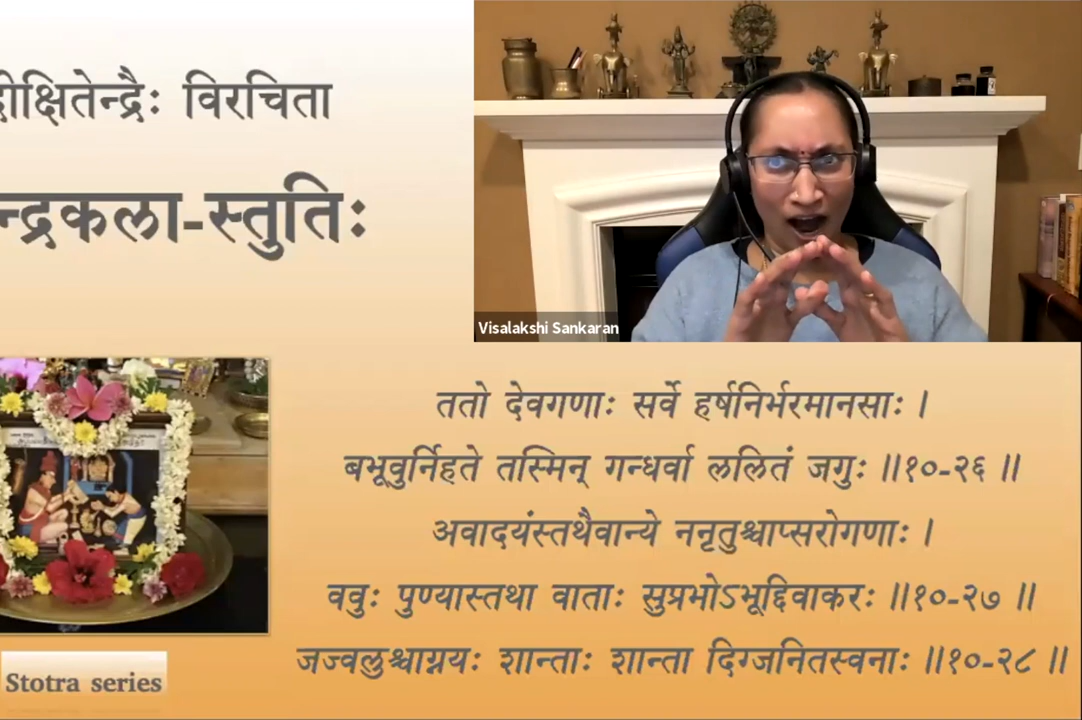 दीक्षितेन्द्रैः विरचिता
न्द्रकला-स्तुतिः
Visalakshi Sankaran
ततो देवगणाः सर्वे हर्षनिर्भरमानसाः ।
बभूवुर्निहते तस्मिन् गन्धर्वा ललितं जगुः ॥१०-२६ ॥
अवादयंस्तथैवान्ये ननृतुश्चाप्सरोगणाः ।
ववुः पुण्यास्तथा वाताः सुप्रभोऽभूद्दिवाकरः ॥१०-२७ ॥
जज्वलुश्चाग्नयः शान्ताः शान्ता दिग्जनितस्वनाः ॥१०-२८ ॥
Stotra series